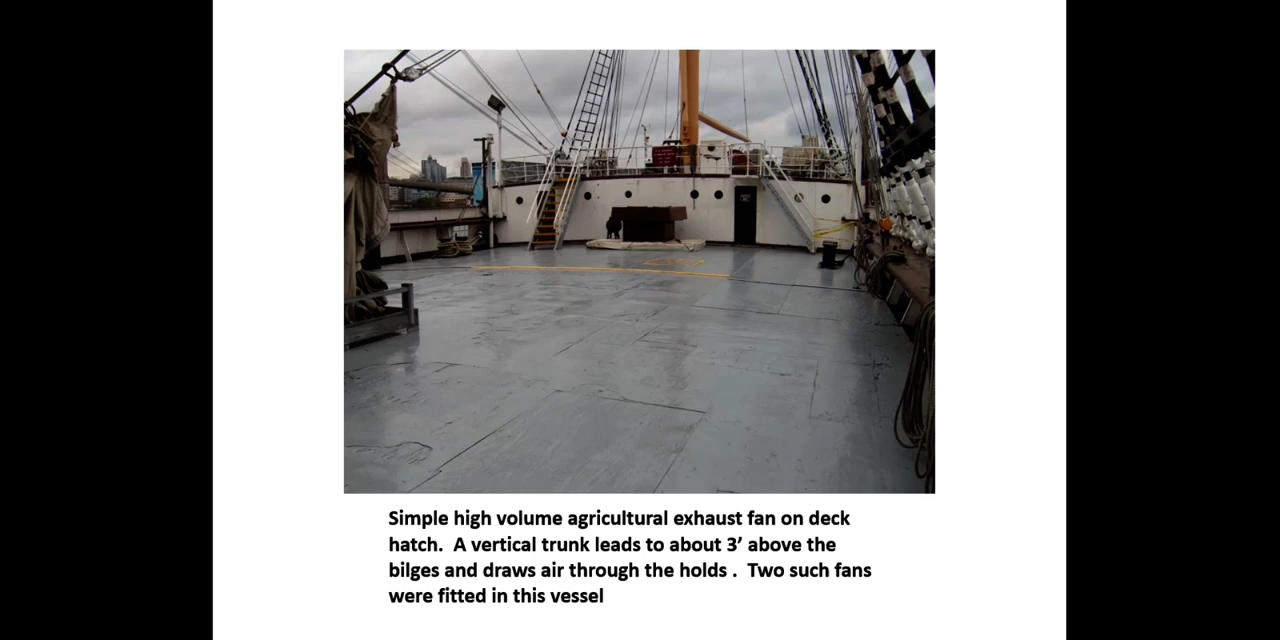 Simple high volume agricultural exhaust fan on deck
hatch.  A vertical trunk leads to about 3’ above the
bilges and draws air through the holds .  Two such fans
were fitted in this vessel